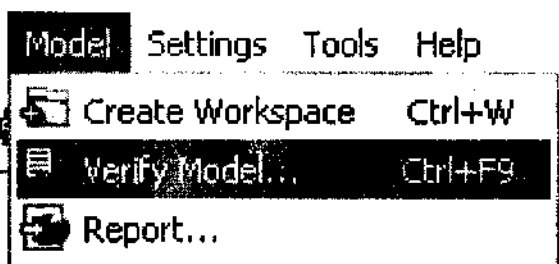 Model Settings Tools Help
Create Workspace Ctrl+W
Verify Model... Ctrl+F9
Report...